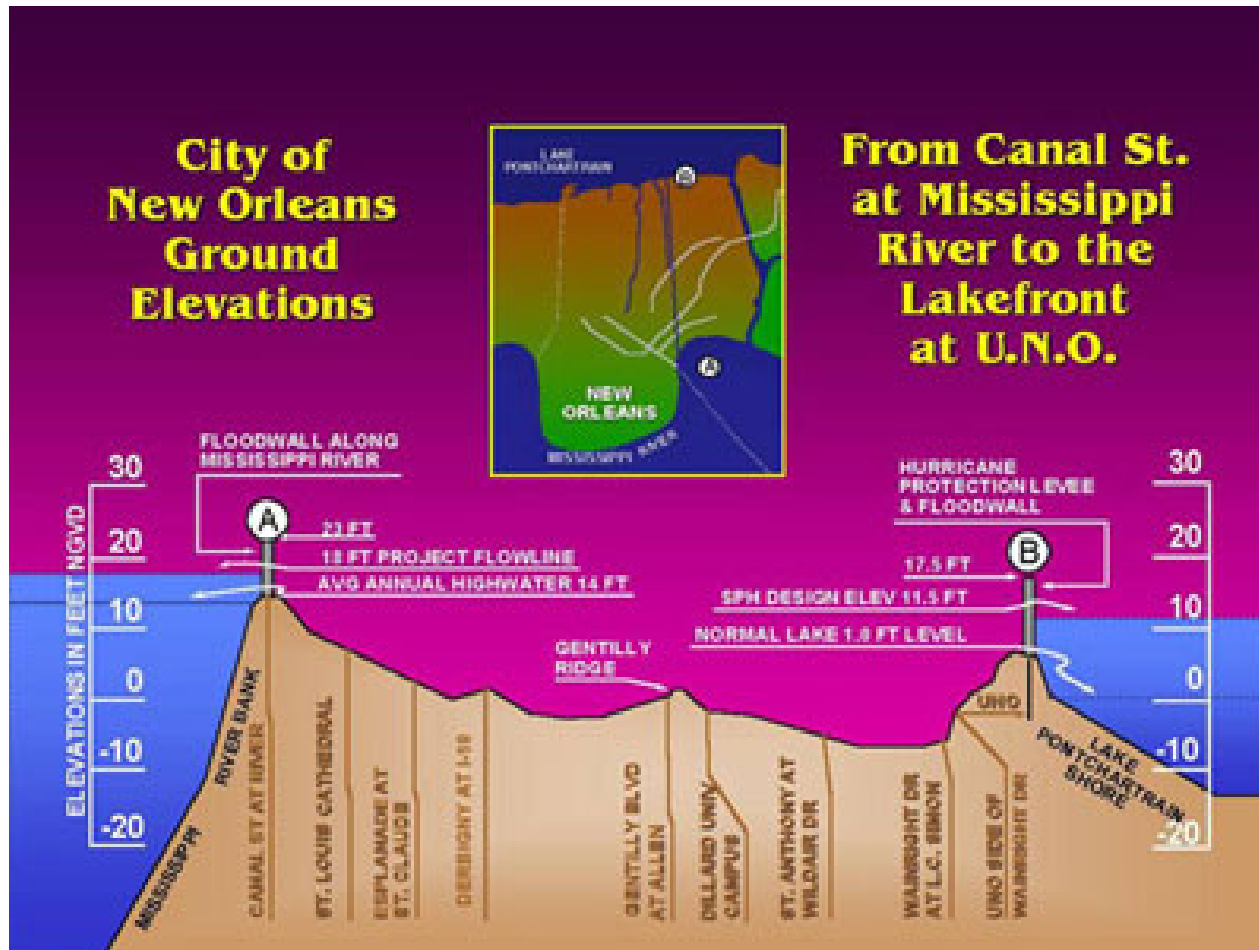 City of
New Orleans
Ground
Elevations
From Canal St.
at Mississippi
River to the
Lakefront
at U.N.O.
LAKE
PONTCHARTRAIN
B
A
NEW
ORLEANS
MISSISSIPPI RIVER
FLOODWALL ALONG
MISSISSIPPI RIVER
HURRICANE
PROTECTION LEVEE
& FLOODWALL
ELEVATIONS IN FEET NGVD
30
20
10
0
-10
-20
A
23 FT
18 FT PROJECT FLOWLINE
AVG ANNUAL HIGHWATER 14 FT
GENTILLY
RIDGE
B
17.5 FT
SPH DESIGN ELEV 11.5 FT
NORMAL LAKE 1.0 FT LEVEL
30
20
10
0
-10
-20
MISSISSIPPI
RIVER BANK
CANAL ST AT RIVER
ST. LOUIS CATHEDRAL
ESPLANADE AT
ST. CLAUDE
DERBIGNY AT I-10
GENTILLY BLVD
AT ALLEN
DILLARD UNIV.
CAMPUS
ST. ANTHONY AT
WILDAIR DR
WAINRIGHT DR
AT L.C. SIMON
UNO SIDE OF
WAINRIGHT DR
UNO
LAKE
PONTCHARTRAIN
SHORE